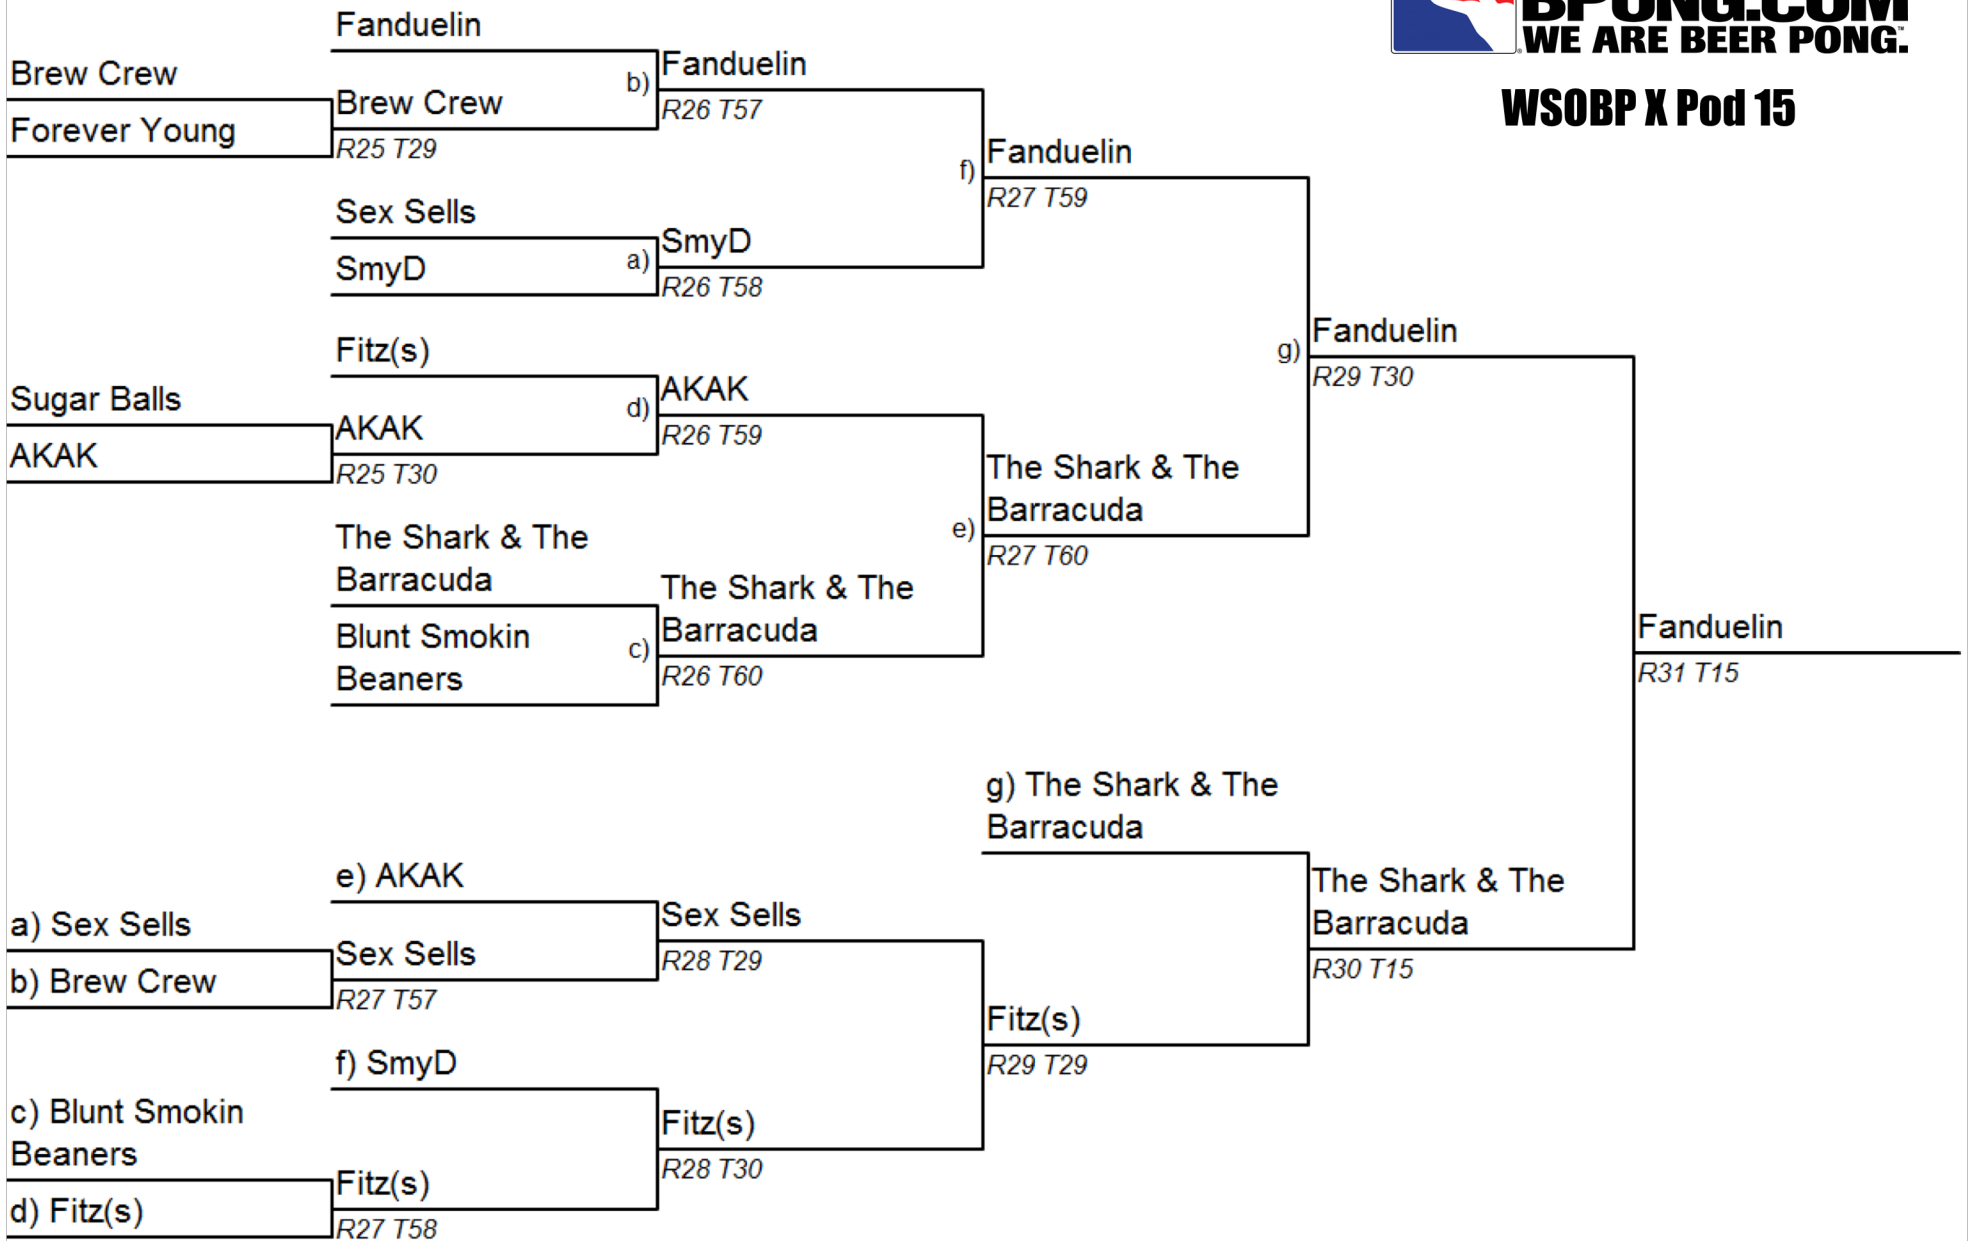 BPONG.COM
WE ARE BEER PONG.™
WSOBP X Pod 15
Fanduelin
Brew Crew
Forever Young
Brew Crew
R25 T29
b)
Fanduelin
R26 T57
Sex Sells
SmyD
a)
SmyD
R26 T58
f)
Fanduelin
R27 T59
Fitz(s)
Sugar Balls
AKAK
AKAK
R25 T30
d)
AKAK
R26 T59
The Shark & The
Barracuda
Blunt Smokin
Beaners
c)
The Shark & The
Barracuda
R26 T60
e)
The Shark & The
Barracuda
R27 T60
g)
Fanduelin
R29 T30
Fanduelin
R31 T15
g) The Shark & The
Barracuda
e) AKAK
a) Sex Sells
b) Brew Crew
Sex Sells
R27 T57
Sex Sells
R28 T29
f) SmyD
c) Blunt Smokin
Beaners
d) Fitz(s)
Fitz(s)
R27 T58
Fitz(s)
R28 T30
Fitz(s)
R29 T29
The Shark & The
Barracuda
R30 T15